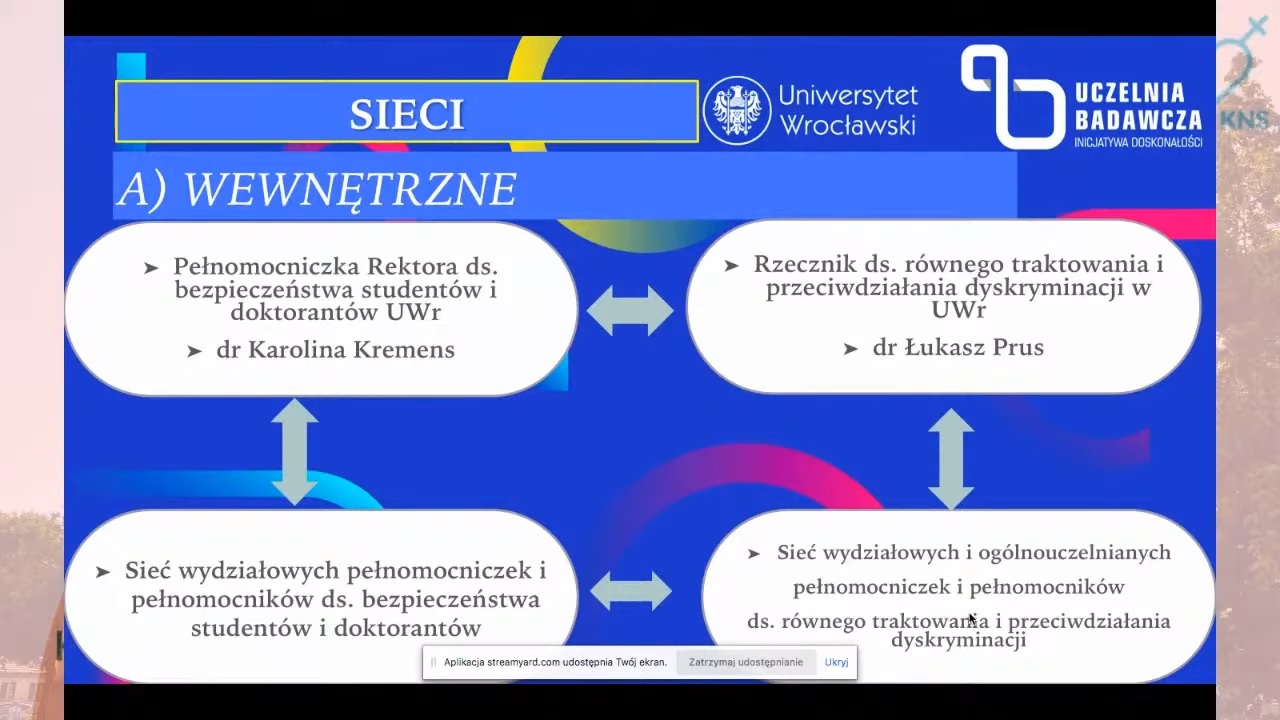 SIECI
Uniwersytet
Wrocławski
UCZELNIA
BADAWCZA
INICJATYWA DOSKONAŁOŚCI
KNS
A) WEWNĘTRZNE
➤ Pełnomocniczka Rektora ds.
bezpieczeństwa studentów i
doktorantów UWr
➤ dr Karolina Kremens
➤ Rzecznik ds. równego traktowania i
przeciwdziałania dyskryminacji w
UWr
➤ dr Łukasz Prus
➤ Sieć wydziałowych pełnomocniczek i
pełnomocników ds. bezpieczeństwa
studentów i doktorantów
➤ Sieć wydziałowych i ogólnouczelnianych
pełnomocniczek i pełnomocników
ds. równego traktowania i przeciwdziałania
dyskryminacji
Aplikacja streamyard.com udostępnia Twój ekran.
Zatrzymaj udostępnianie
Ukryj